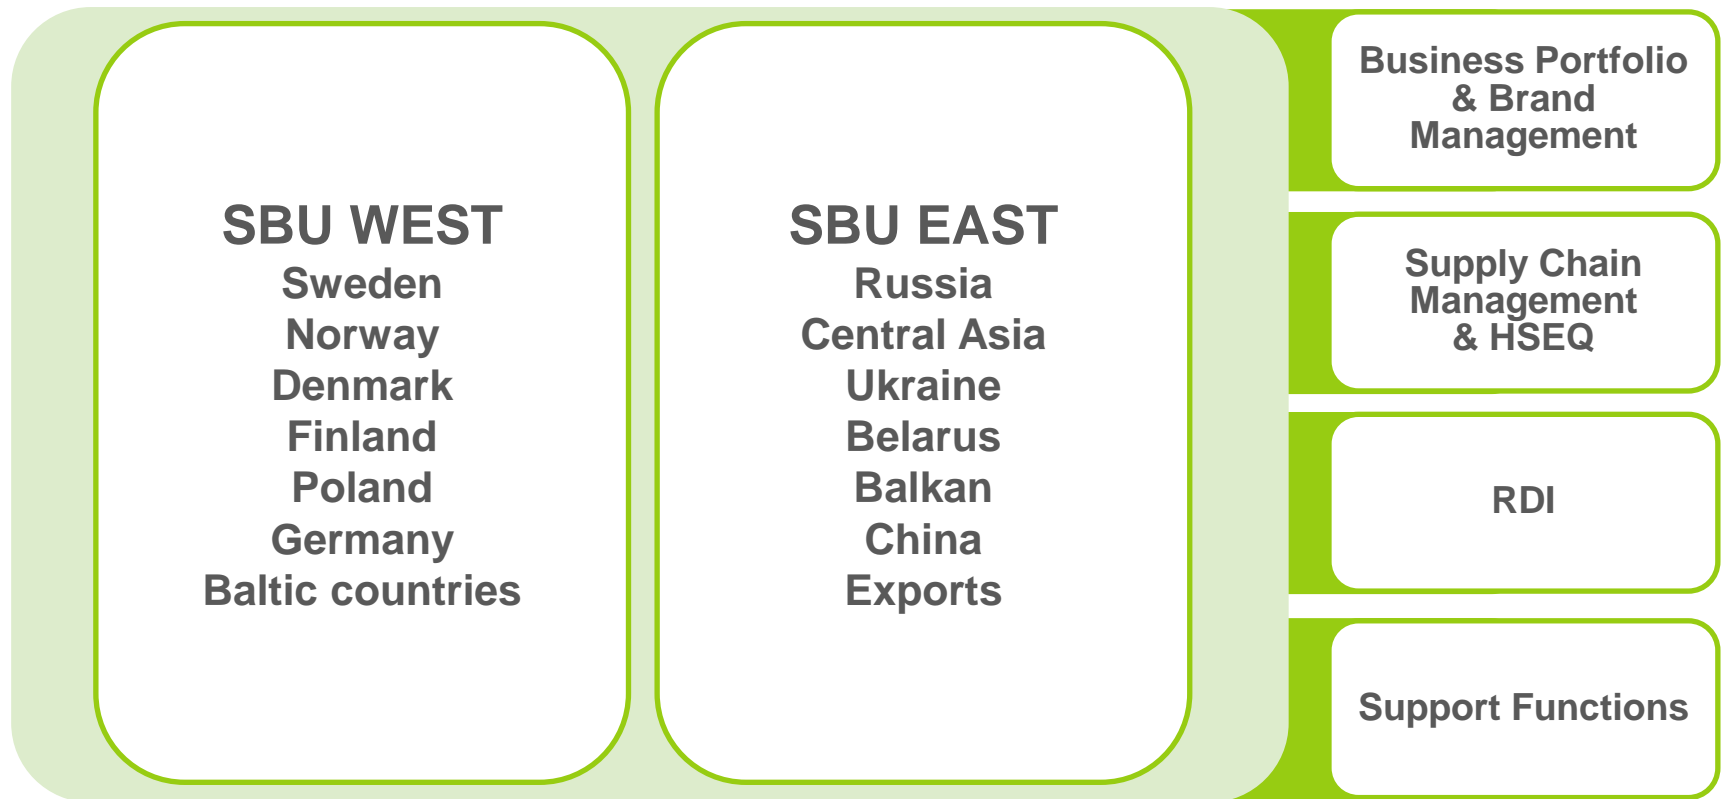 SBU WEST
Sweden
Norway
Denmark
Finland
Poland
Germany
Baltic countries
SBU EAST
Russia
Central Asia
Ukraine
Belarus
Balkan
China
Exports
Business Portfolio
& Brand
Management
Supply Chain
Management
& HSEQ
RDI
Support Functions